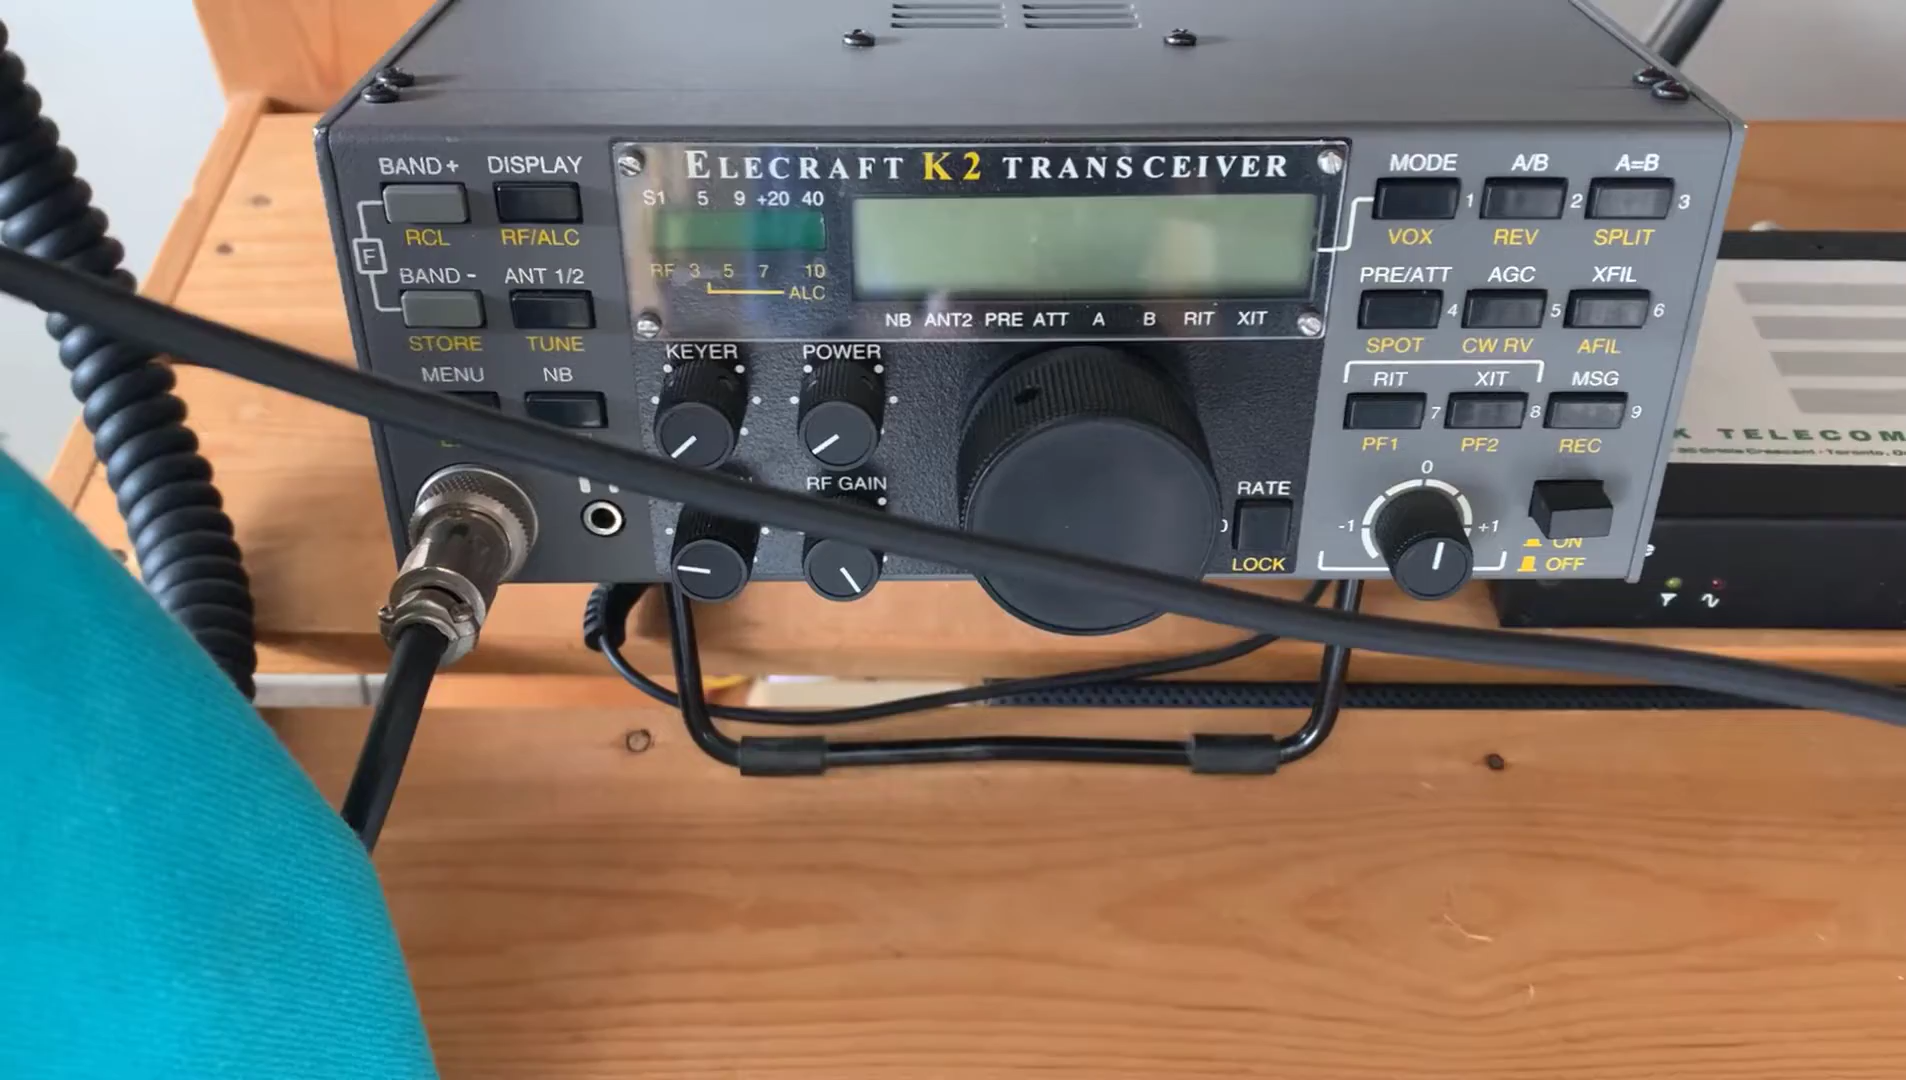 ELECRAFT K2 TRANSCEIVER
BAND +
DISPLAY
RCL
RF/ALC
F
BAND -
ANT 1/2
STORE
TUNE
MENU
NB
S1 5 9 +20 40
RF 3 5 7 10
ALC
NB ANT2 PRE ATT A B RIT XIT
KEYER
POWER
RF GAIN
RATE
LOCK
MODE
A/B
A=B
1
2
3
VOX
REV
SPLIT
PRE/ATT
AGC
XFIL
4
5
6
SPOT
CW RV
AFIL
RIT
XIT
MSG
7
8
9
PF1
PF2
REC
0
-1
+1
ON
OFF
TELECOM
Crescent • Toronto,